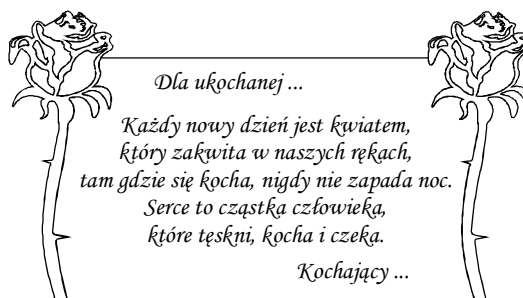 Dla ukochanej ...
Każdy nowy dzień jest kwiatem,
który zakwita w naszych rękach,
tam gdzie się kocha, nigdy nie zapada noc.
Serce to cząstka człowieka,
które tęskni, kocha i czeka.
Kochający ...